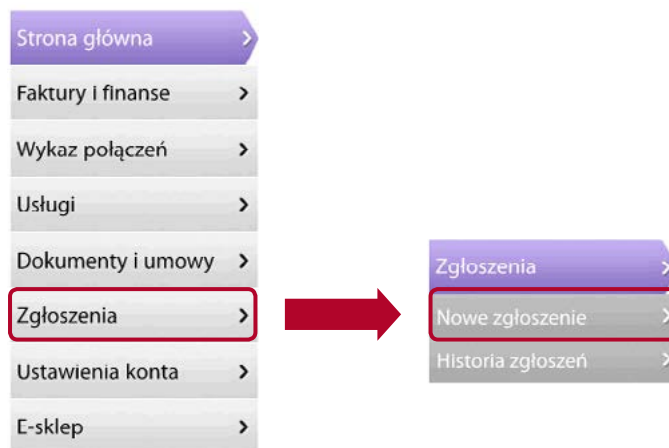 Strona główna
Faktury i finanse
Wykaz połączeń
Usługi
Dokumenty i umowy
Zgłoszenia
Ustawienia konta
E-sklep
Zgłoszenia
Nowe zgłoszenie
Historia zgłoszeń